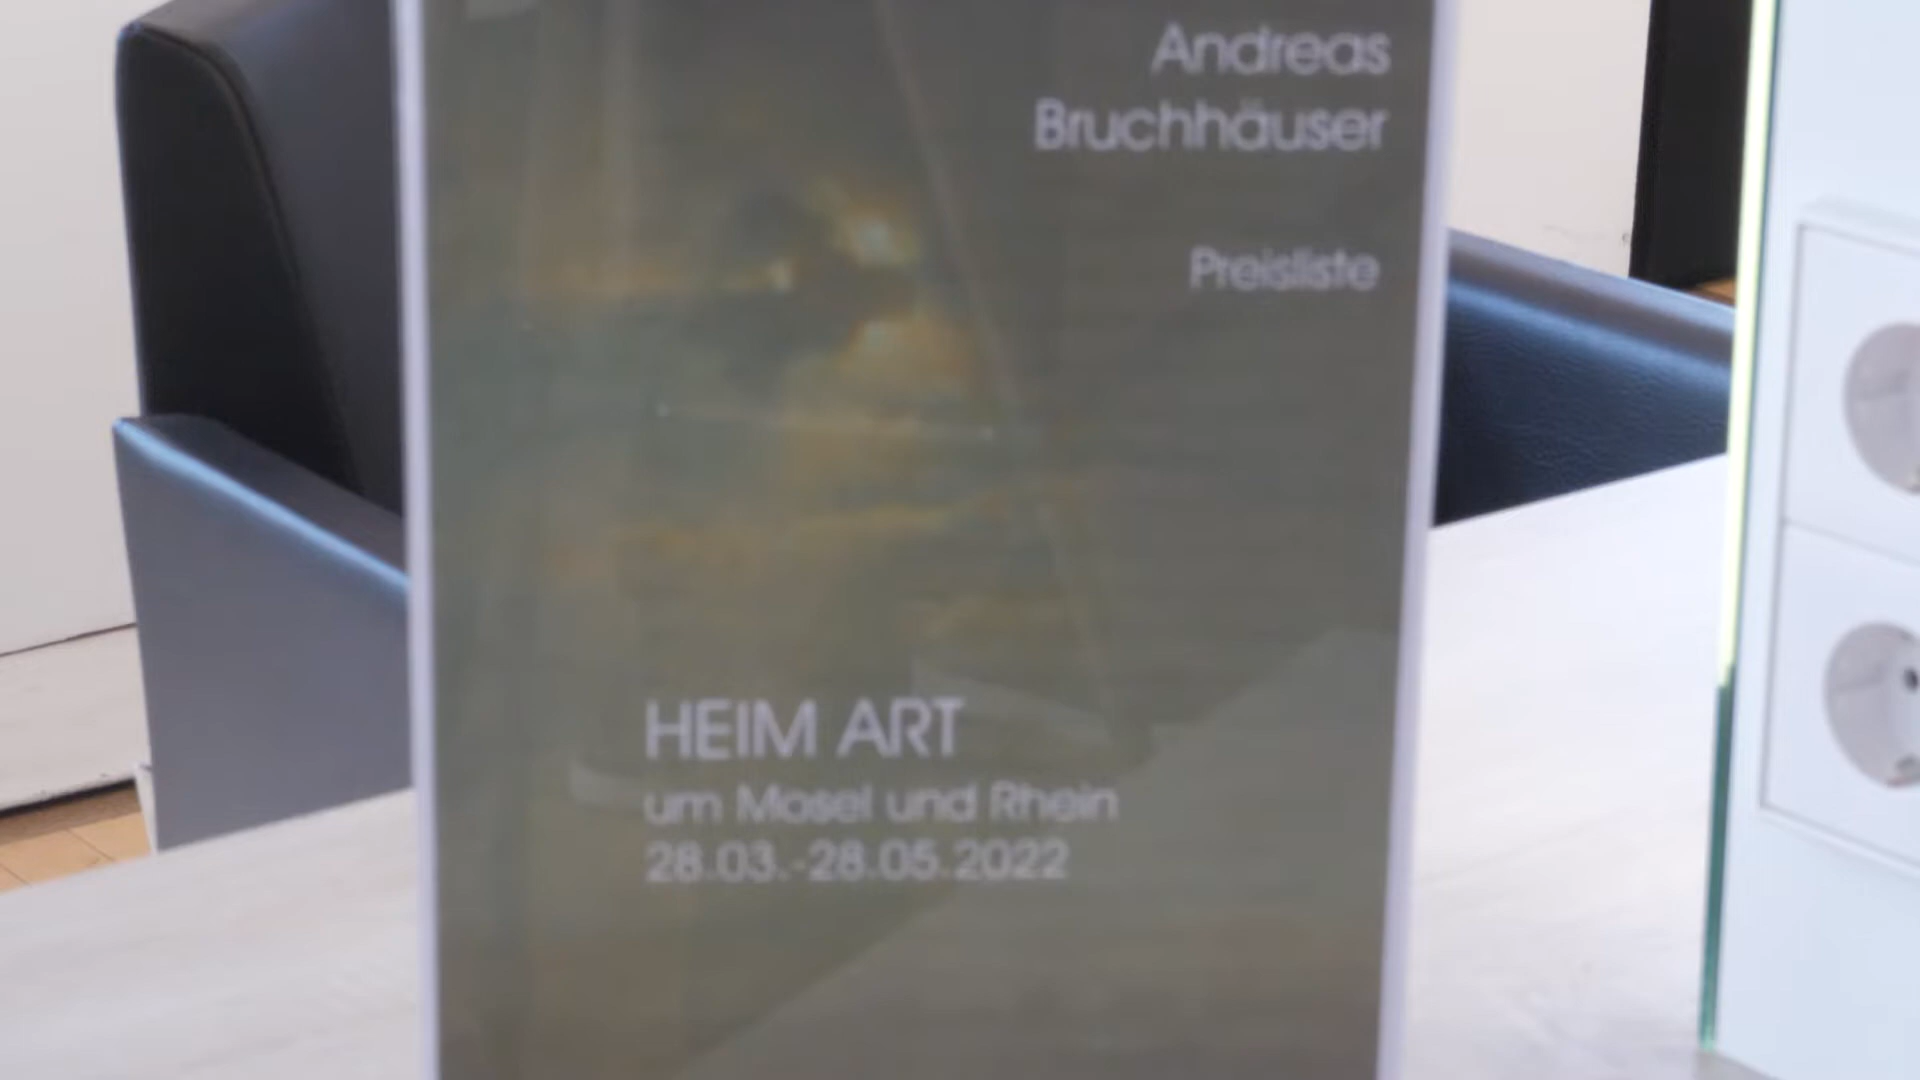 Andreas
Bruchhäuser
Preisliste
HEIM ART
um Mosel und Rhein
28.03.-28.05.2022